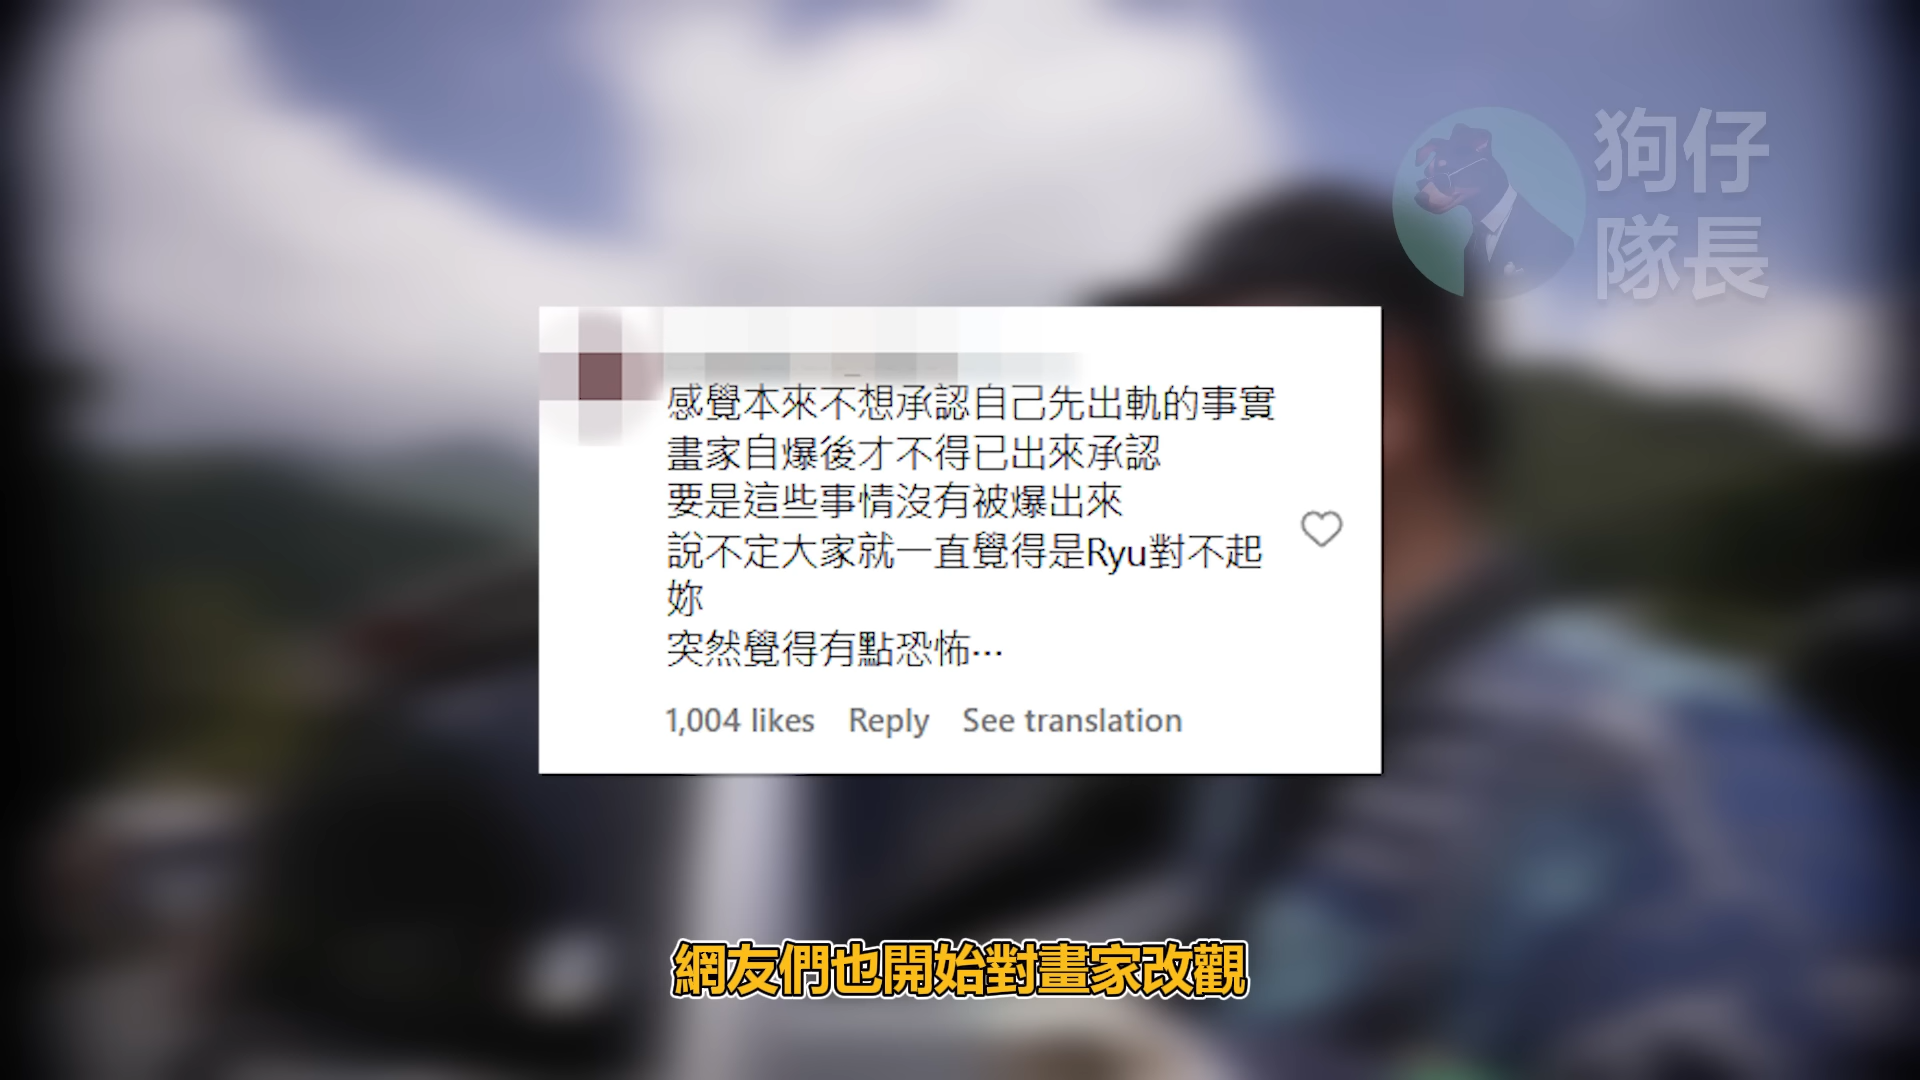 狗仔
隊長
感覺本來不想承認自己先出軌的事實
畫家自爆後才不得已出來承認
要是這些事情沒有被爆出來
說不定大家就一直覺得是Ryu對不起
妳
突然覺得有點恐怖…
1,004 likes Reply See translation
網友們也開始對畫家改觀